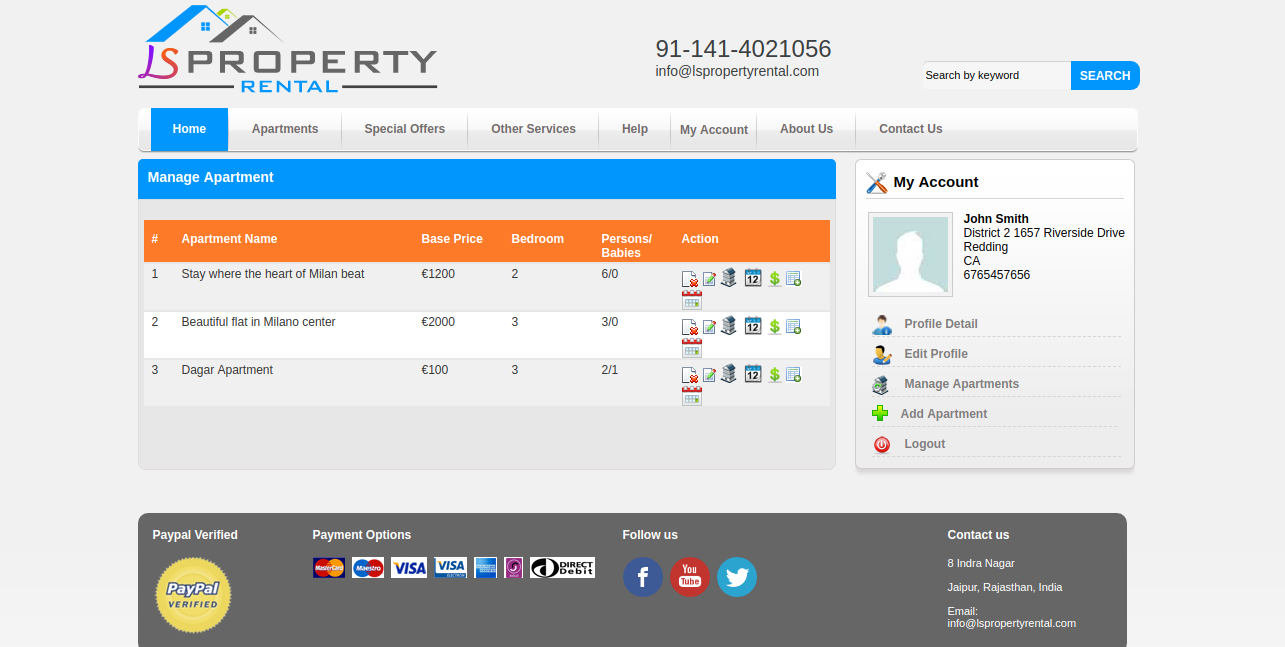 LS PROPERTY
RENTAL
91-141-4021056
info@lspropertyrental.com
Search by keyword
SEARCH
Home Apartments Special Offers Other Services Help My Account About Us Contact Us
Manage Apartment
# Apartment Name Base Price Bedroom Persons/
Babies Action
1 Stay where the heart of Milan beat €1200 2 6/0
12
2 Beautiful flat in Milano center €2000 3 3/0
12
3 Dagar Apartment €100 3 2/1
12
My Account
John Smith
District 2 1657 Riverside Drive
Redding
CA
6765457656
Profile Detail
Edit Profile
Manage Apartments
Add Apartment
Logout
Paypal Verified
PayPal
VERIFIED
Payment Options
MasterCard Maestro VISA VISA DIRECT
Debit
Follow us
f
You
Tube
Contact us
8 Indra Nagar
Jaipur, Rajasthan, India
Email:
info@lspropertyrental.com